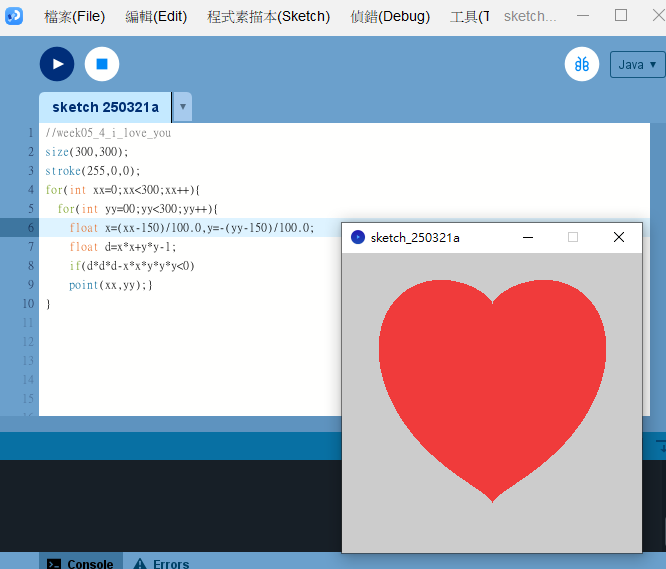 檔案(File) 編輯(Edit) 程式素描本(Sketch) 偵錯(Debug) 工具(T sketch...
Java ▼
sketch 250321a ▼
1 //week05_4_i_love_you
2 size(300,300);
3 stroke(255,0,0);
4 for(int xx=0;xx<300;xx++){
5 for(int yy=00;yy<300;yy++){
6 float x=(xx-150)/100.0,y=-(yy-150)/100.0;
7 float d=x*x+y*y-1;
8 if(d*d*d-x*x*y*y*y<0)
9 point(xx,yy);}
10 }
11
12
13
14
15
sketch_250321a
Console Errors